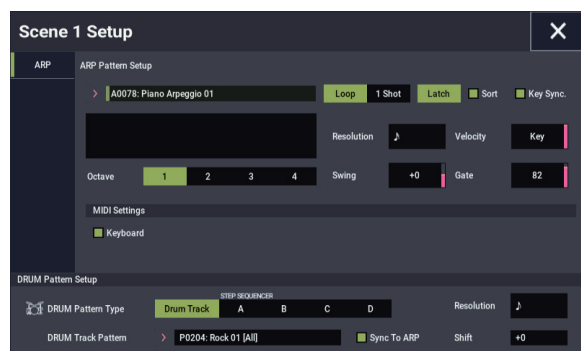 Scene 1 Setup
ARP
ARP Pattern Setup
A0078: Piano Arpeggio 01
Loop 1 Shot Latch Sort Key Sync.
Resolution Velocity Key
Octave 1 2 3 4 Swing +0 Gate 82
MIDI Settings
Keyboard
DRUM Pattern Setup
STEP SEQUENCER
DRUM Pattern Type Drum Track A B C D Resolution
DRUM Track Pattern P0204: Rock 01 [All] Sync To ARP Shift +0